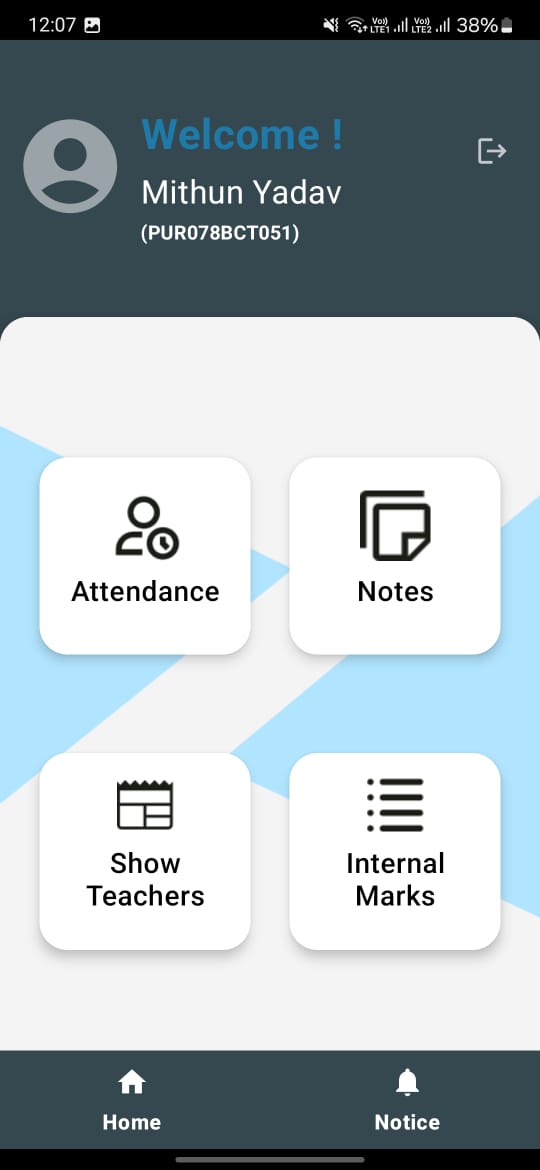 12:07
Vo) LTE1 Vo) LTE2 38%
Welcome !
Mithun Yadav
(PUR078BCT051)
Attendance
Notes
Show
Teachers
Internal
Marks
Home
Notice